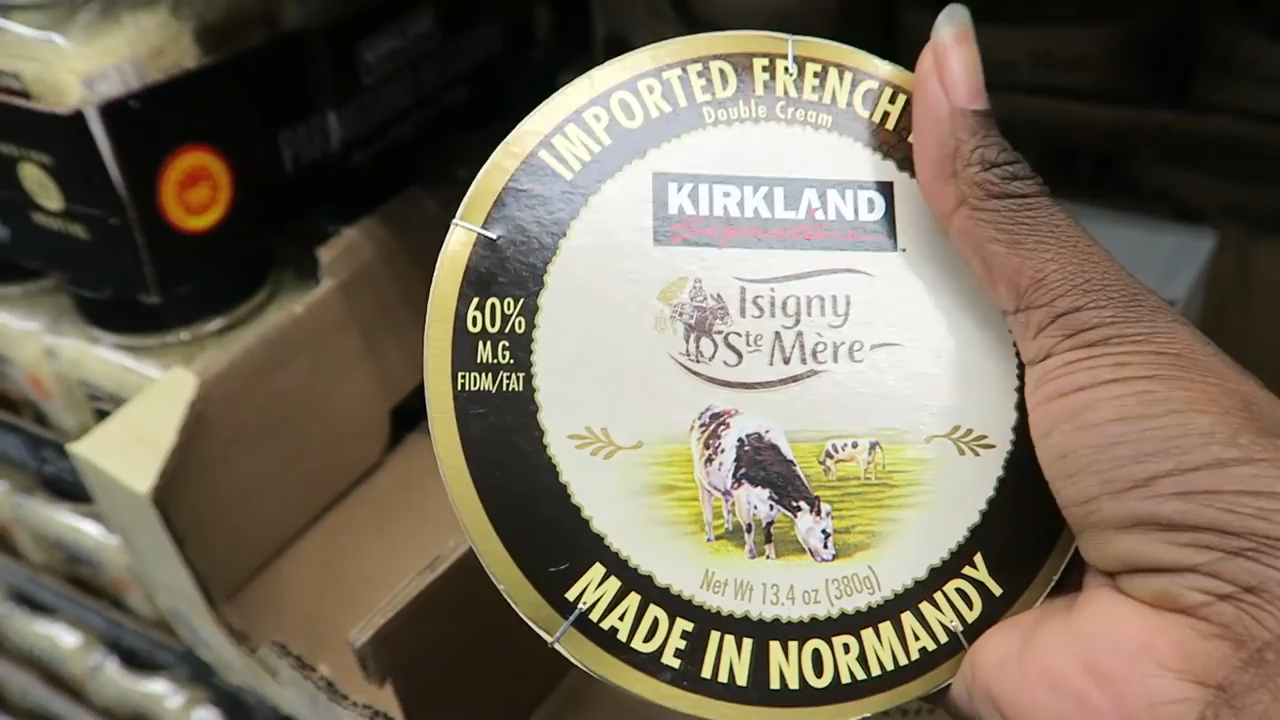 IMPORTED FRENCH
Double Cream
KIRKLAND
Signature
Isigny
Ste Mère
60%
M.G.
FIDM/FAT
Net Wt 13.4 oz (380g)
MADE IN NORMANDY